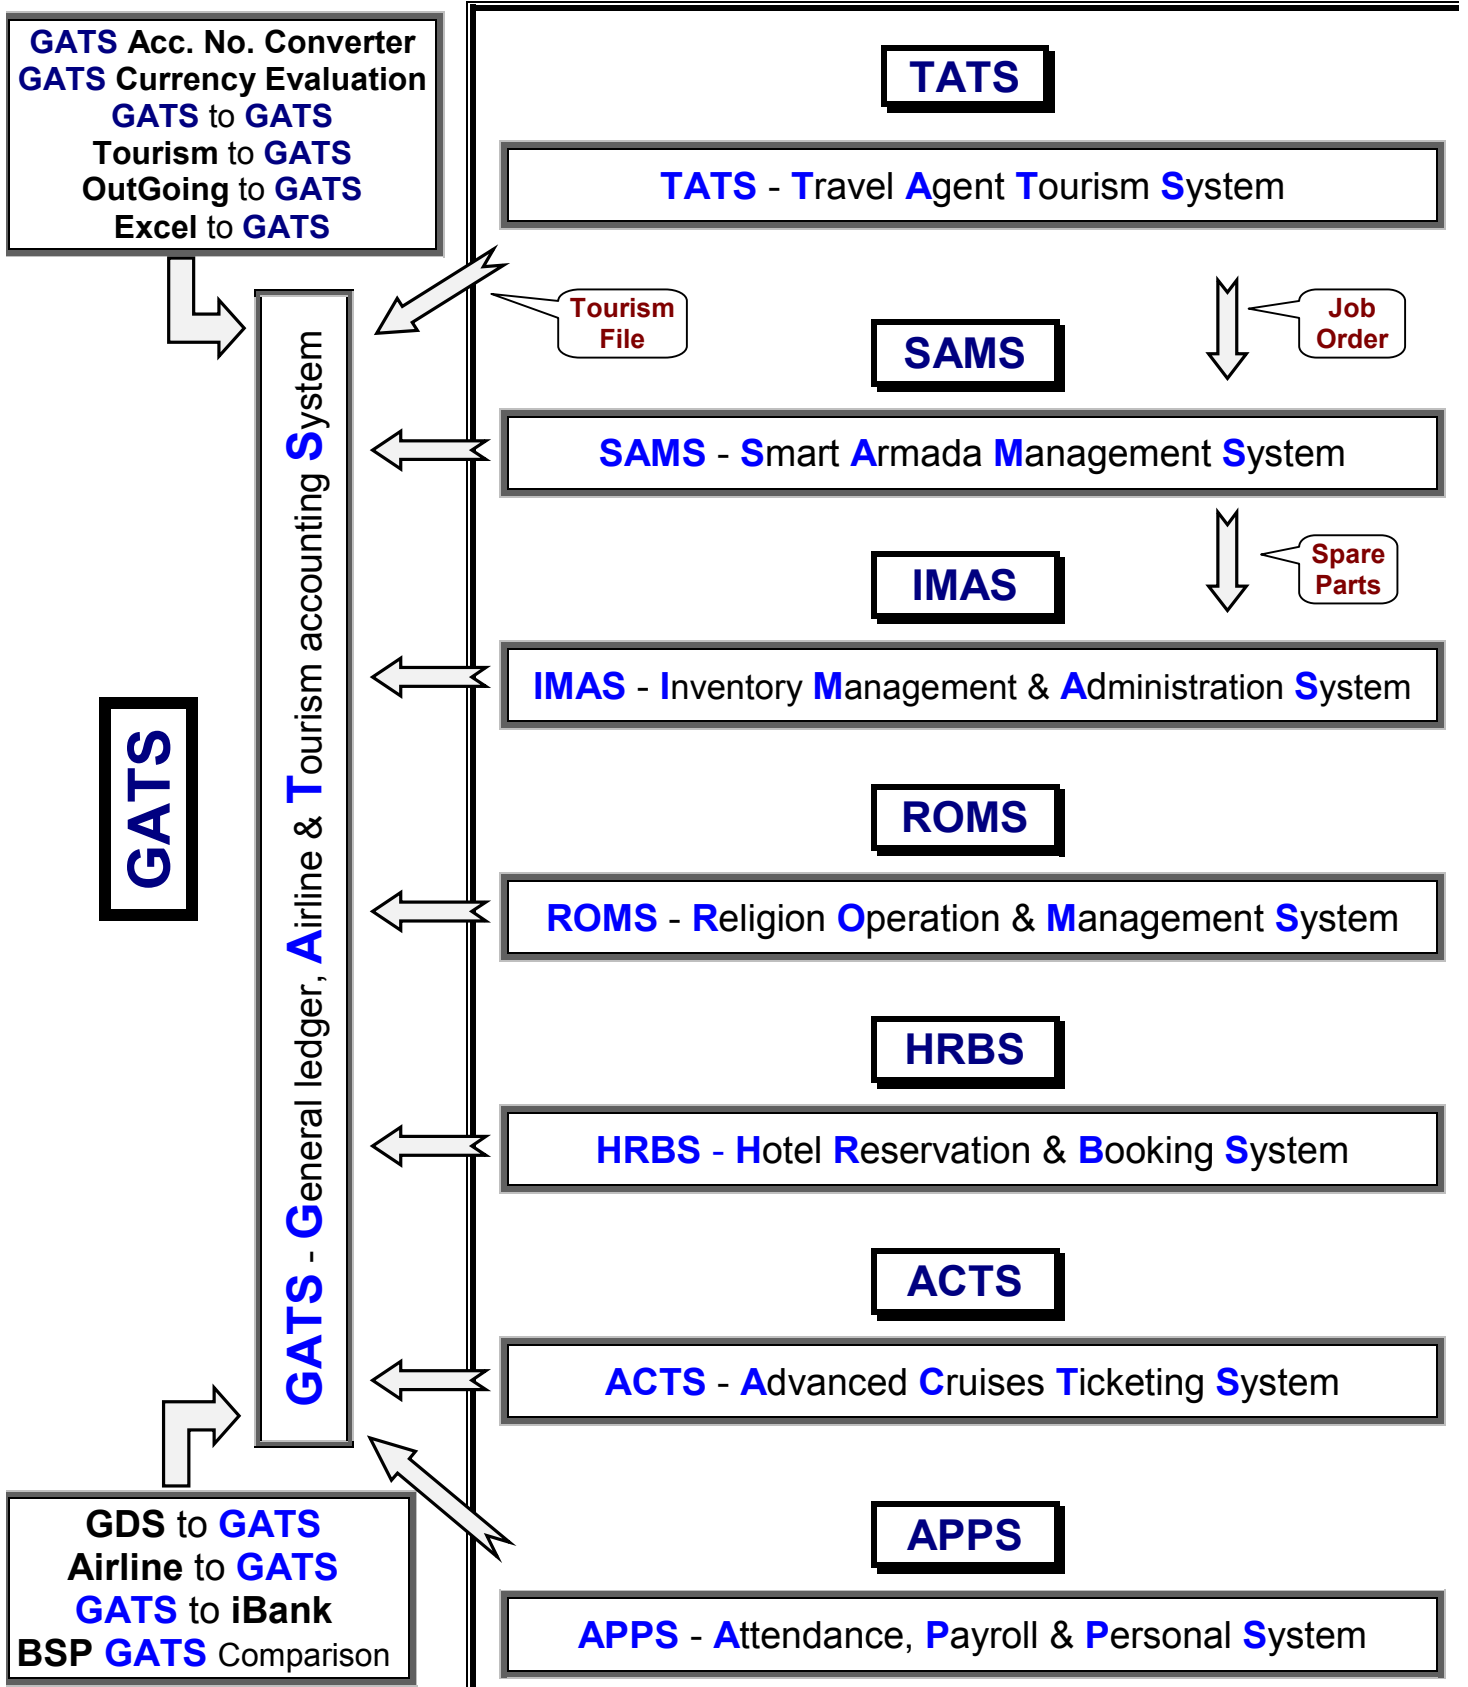 GATS Acc. No. Converter
GATS Currency Evaluation
GATS to GATS
Tourism to GATS
OutGoing to GATS
Excel to GATS
TATS
TATS - Travel Agent Tourism System
Tourism
File
Job
Order
SAMS
SAMS - Smart Armada Management System
Spare
Parts
IMAS
IMAS - Inventory Management & Administration System
GATS
GATS - General ledger, Airline & Tourism accounting System
ROMS
ROMS - Religion Operation & Management System
HRBS
HRBS - Hotel Reservation & Booking System
ACTS
ACTS - Advanced Cruises Ticketing System
GDS to GATS
Airline to GATS
GATS to iBank
BSP GATS Comparison
APPS
APPS - Attendance, Payroll & Personal System